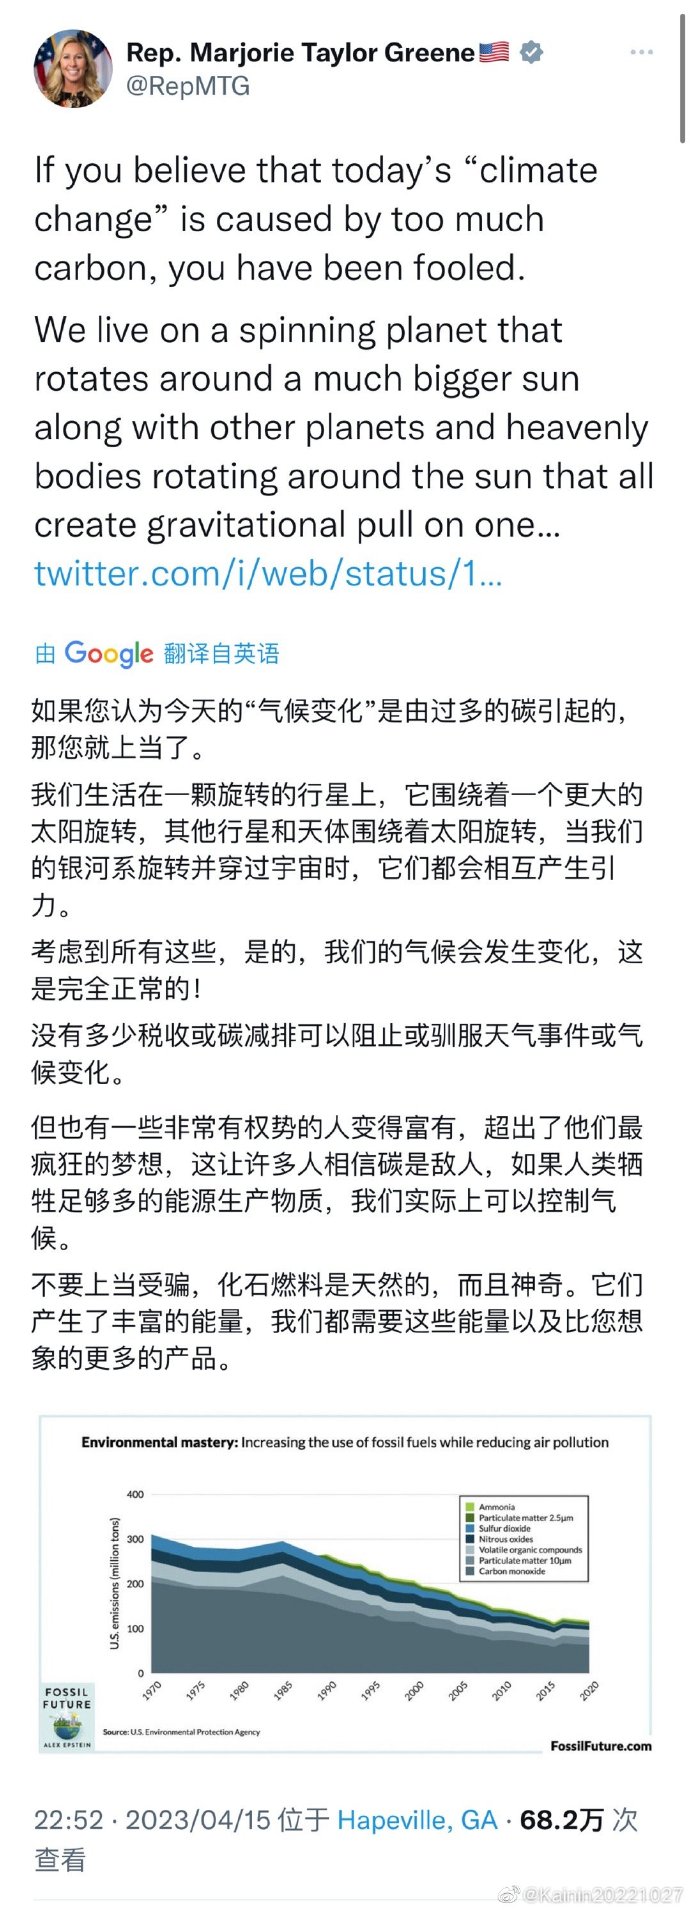 Rep. Marjorie Taylor Greene🇺🇸
@RepMTG
If you believe that today’s “climate
change” is caused by too much
carbon, you have been fooled.
We live on a spinning planet that
rotates around a much bigger sun
along with other planets and heavenly
bodies rotating around the sun that all
create gravitational pull on one...
twitter.com/i/web/status/1...
由 Google 翻译自英语
如果您认为今天的“气候变化”是由过多的碳引起的，
那您就上当了。
我们生活在一颗旋转的行星上，它围绕着一个更大的
太阳旋转，其他行星和天体围绕着太阳旋转，当我们
的银河系旋转并穿过宇宙时，它们都会相互产生引
力。
考虑到所有这些，是的，我们的气候会发生变化，这
是完全正常的！
没有多少税收或碳减排可以阻止或驯服天气事件或气
候变化。
但也有一些非常有权势的人变得富有，超出了他们最
疯狂的梦想，这让许多人相信碳是敌人，如果人类牺
牲足够多的能源生产物质，我们实际上可以控制气
候。
不要上当受骗，化石燃料是天然的，而且神奇。它们
产生了丰富的能量，我们都需要这些能量以及比您想
象的更多的产品。
Environmental mastery: Increasing the use of fossil fuels while reducing air pollution
U.S. emissions (million tons)
400
300
200
100
0
Ammonia
Particulate matter 2.5μm
Sulfur dioxide
Nitrous oxides
Volatile organic compounds
Particulate matter 10μm
Carbon monoxide
1970 1975 1980 1985 1990 1995 2000 2005 2010 2015 2020
FOSSIL
FUTURE
ALEX EPSTEIN
Source: U.S. Environmental Protection Agency
FossilFuture.com
22:52 · 2023/04/15 位于 Hapeville, GA · 68.2万 次
查看
@Kainin20221027